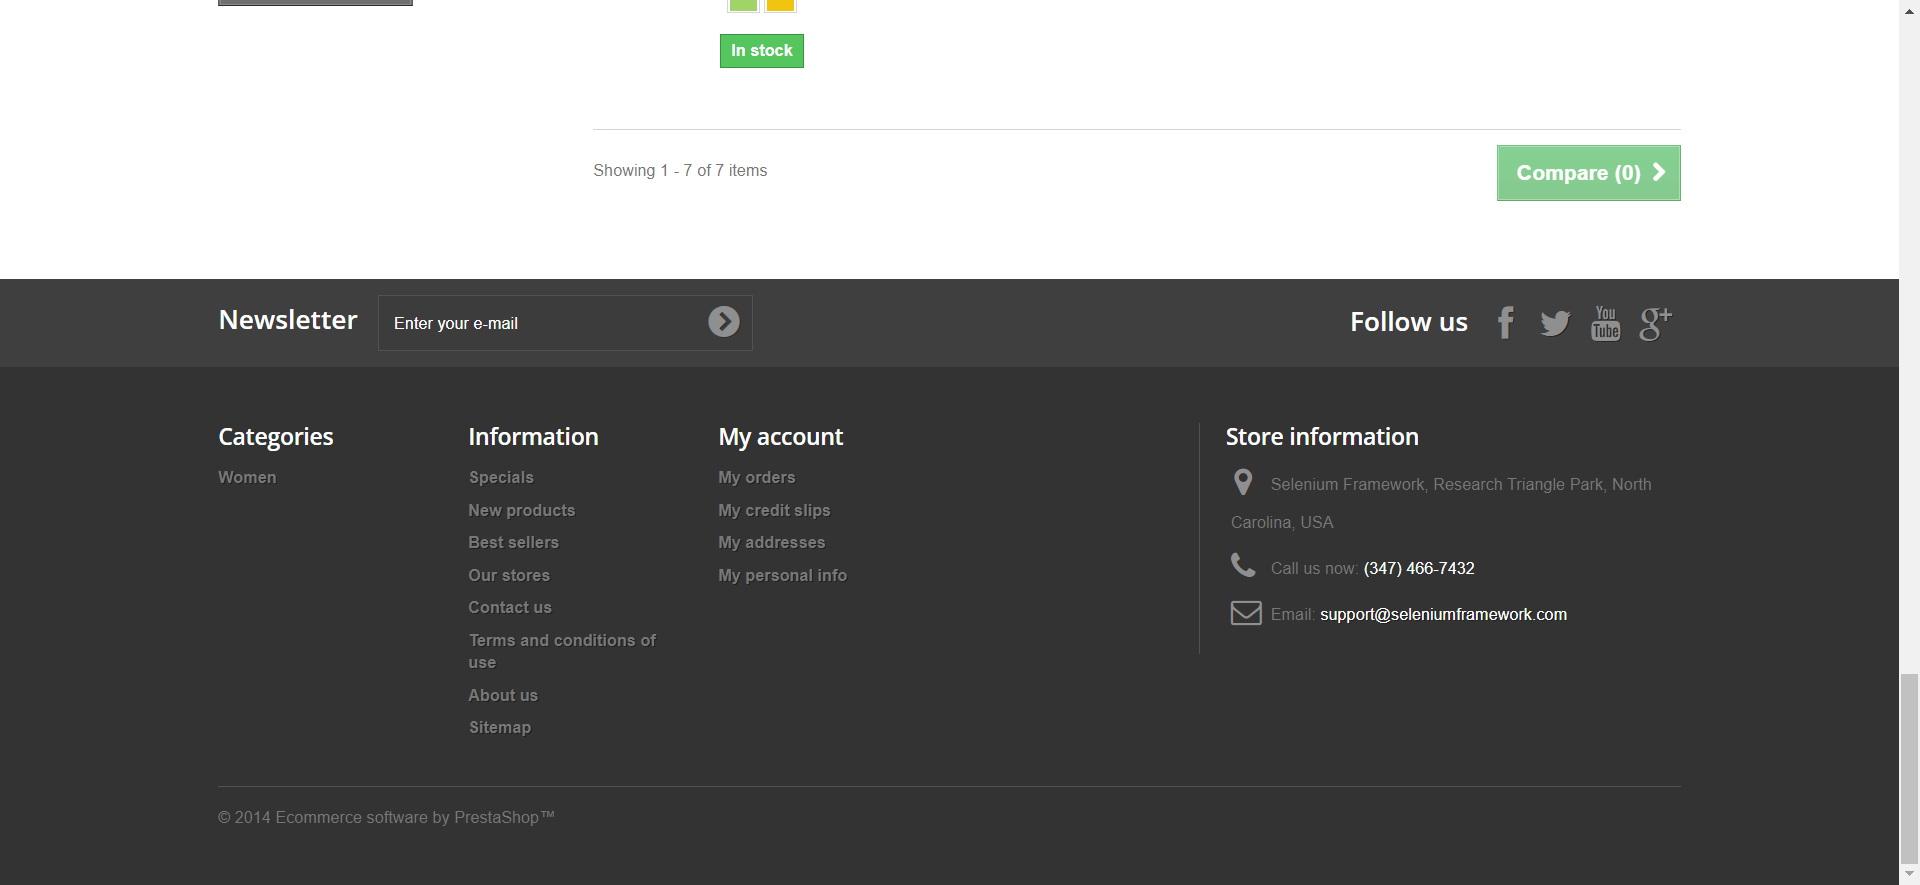 In stock
Showing 1 - 7 of 7 items
Compare (0)
Newsletter
Enter your e-mail
Follow us
You
Tube
g+
Categories
Women
Information
Specials
New products
Best sellers
Our stores
Contact us
Terms and conditions of
use
About us
Sitemap
My account
My orders
My credit slips
My addresses
My personal info
Store information
Selenium Framework, Research Triangle Park, North
Carolina, USA
Call us now: (347) 466-7432
Email: support@seleniumframework.com
© 2014 Ecommerce software by PrestaShop™